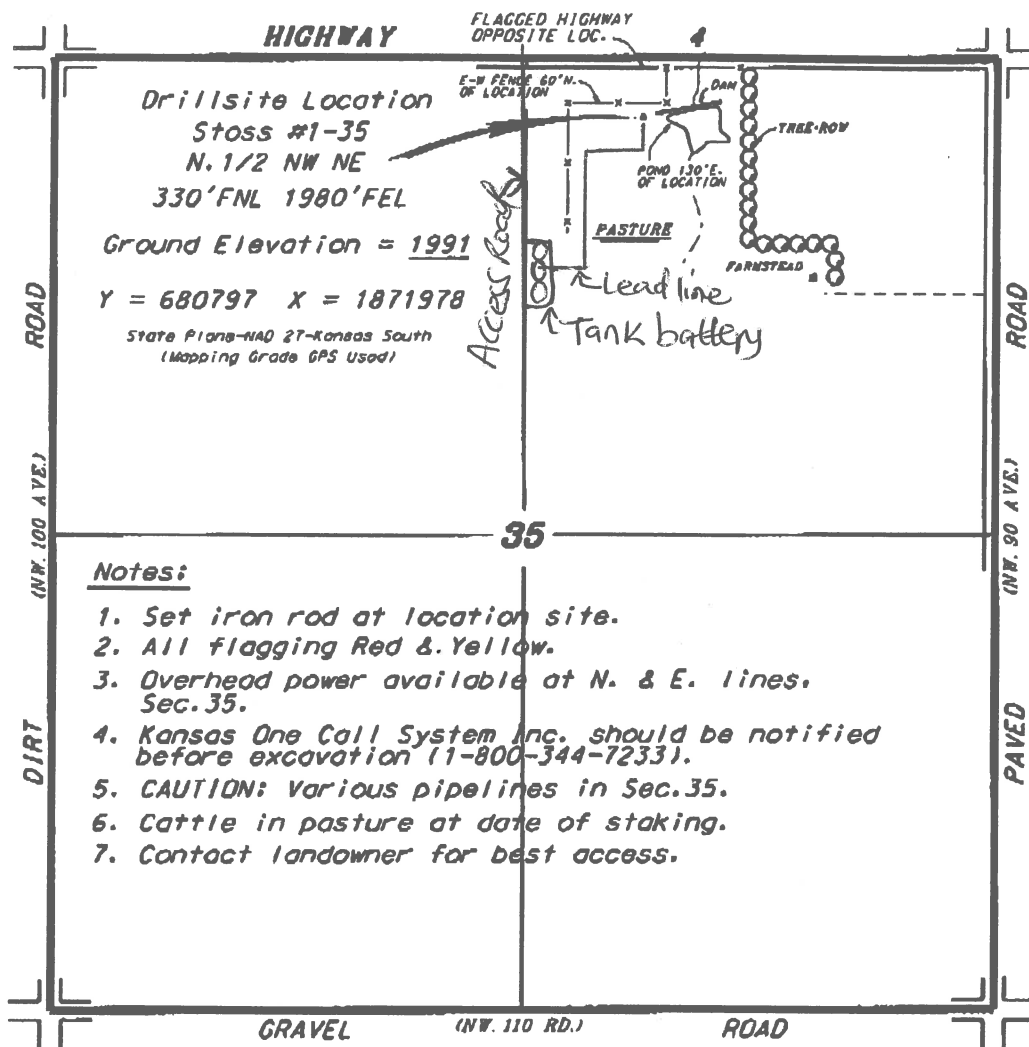 HIGHWAY
FLAGGED HIGHWAY
OPPOSITE LOC.
4
E-W FENCE 60'N.
OF LOCATION
DAM
TREE-ROW
POND 130'E.
OF LOCATION
PASTURE
FARMSTEAD
Drillsite Location
Stoss #1-35
N. 1/2 NW NE
330'FNL 1980'FEL
Ground Elevation = 1991
Y = 680797 X = 1871978
State Plane-NAD 27-Kansas South
(Mapping Grade GPS Used)
Access Road
Lead line
Tank battery
35
Notes:
1. Set iron rod at location site.
2. All flagging Red & Yellow.
3. Overhead power available at N. & E. lines.
Sec. 35.
4. Kansas One Call System Inc. should be notified
before excavation (1-800-344-7233).
5. CAUTION: Various pipelines in Sec. 35.
6. Cattle in pasture at date of staking.
7. Contact landowner for best access.
DIRT (NW. 100 AVE.) ROAD
PAVED (NW. 90 AVE.) ROAD
GRAVEL (NW. 110 RD.) ROAD